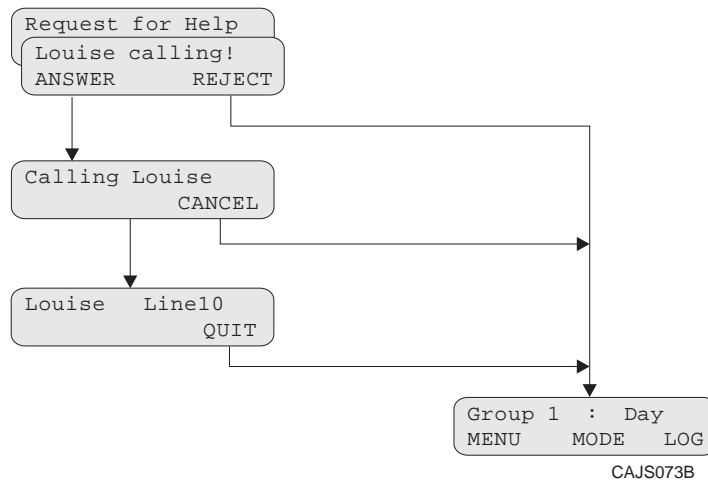 Request for Help
Louise calling!
ANSWER REJECT
Calling Louise
CANCEL
Louise Line10
QUIT
Group 1 : Day
MENU MODE LOG
CAJS073B